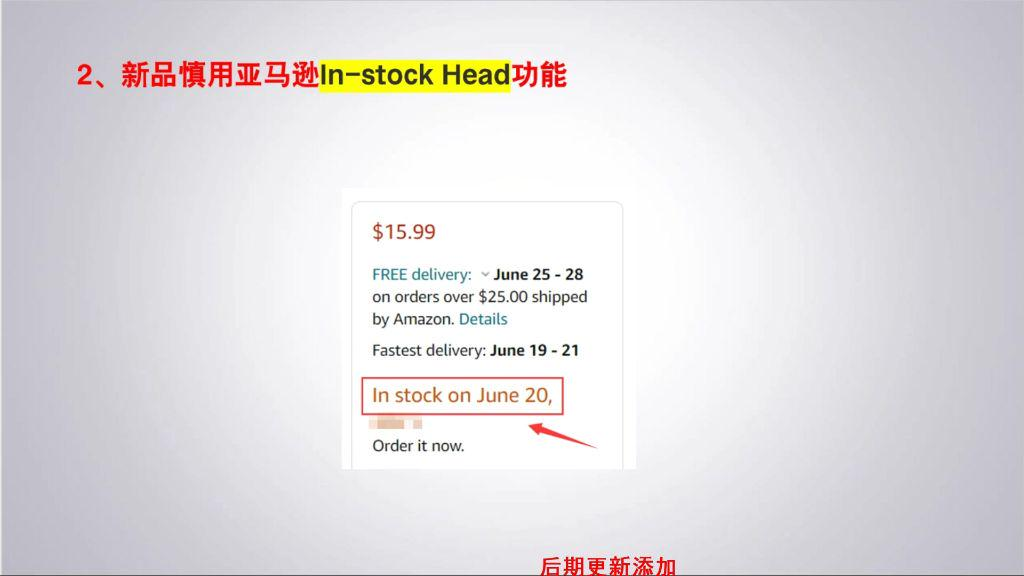 2、新品慎用亚马逊In-stock Head功能
$15.99
FREE delivery: June 25 - 28
on orders over $25.00 shipped
by Amazon. Details
Fastest delivery: June 19 - 21
In stock on June 20,
Order it now.
后期更新添加